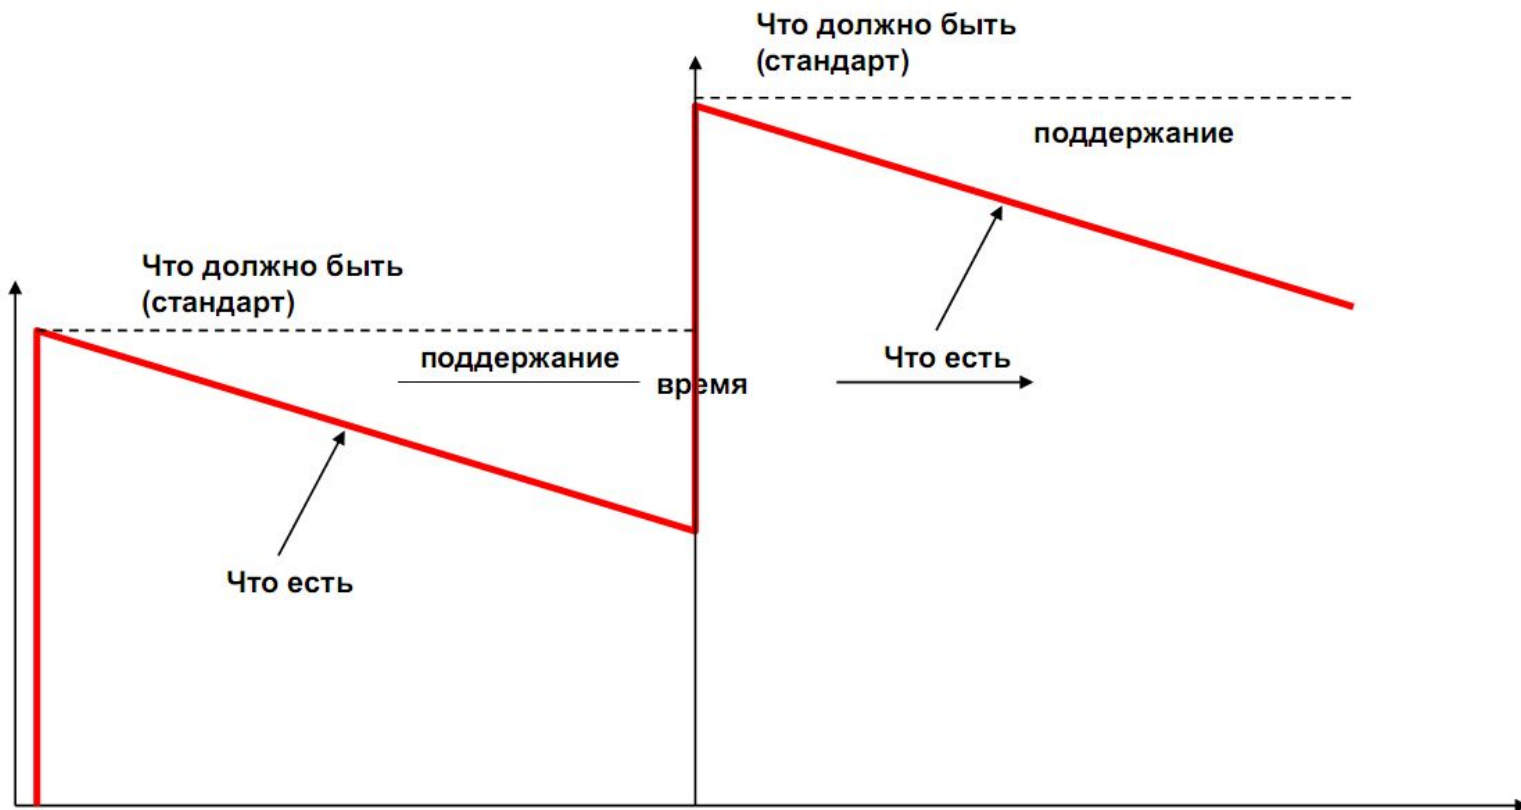 Что должно быть
(стандарт)
поддержание
Что должно быть
(стандарт)
поддержание
время
Что есть
Что есть